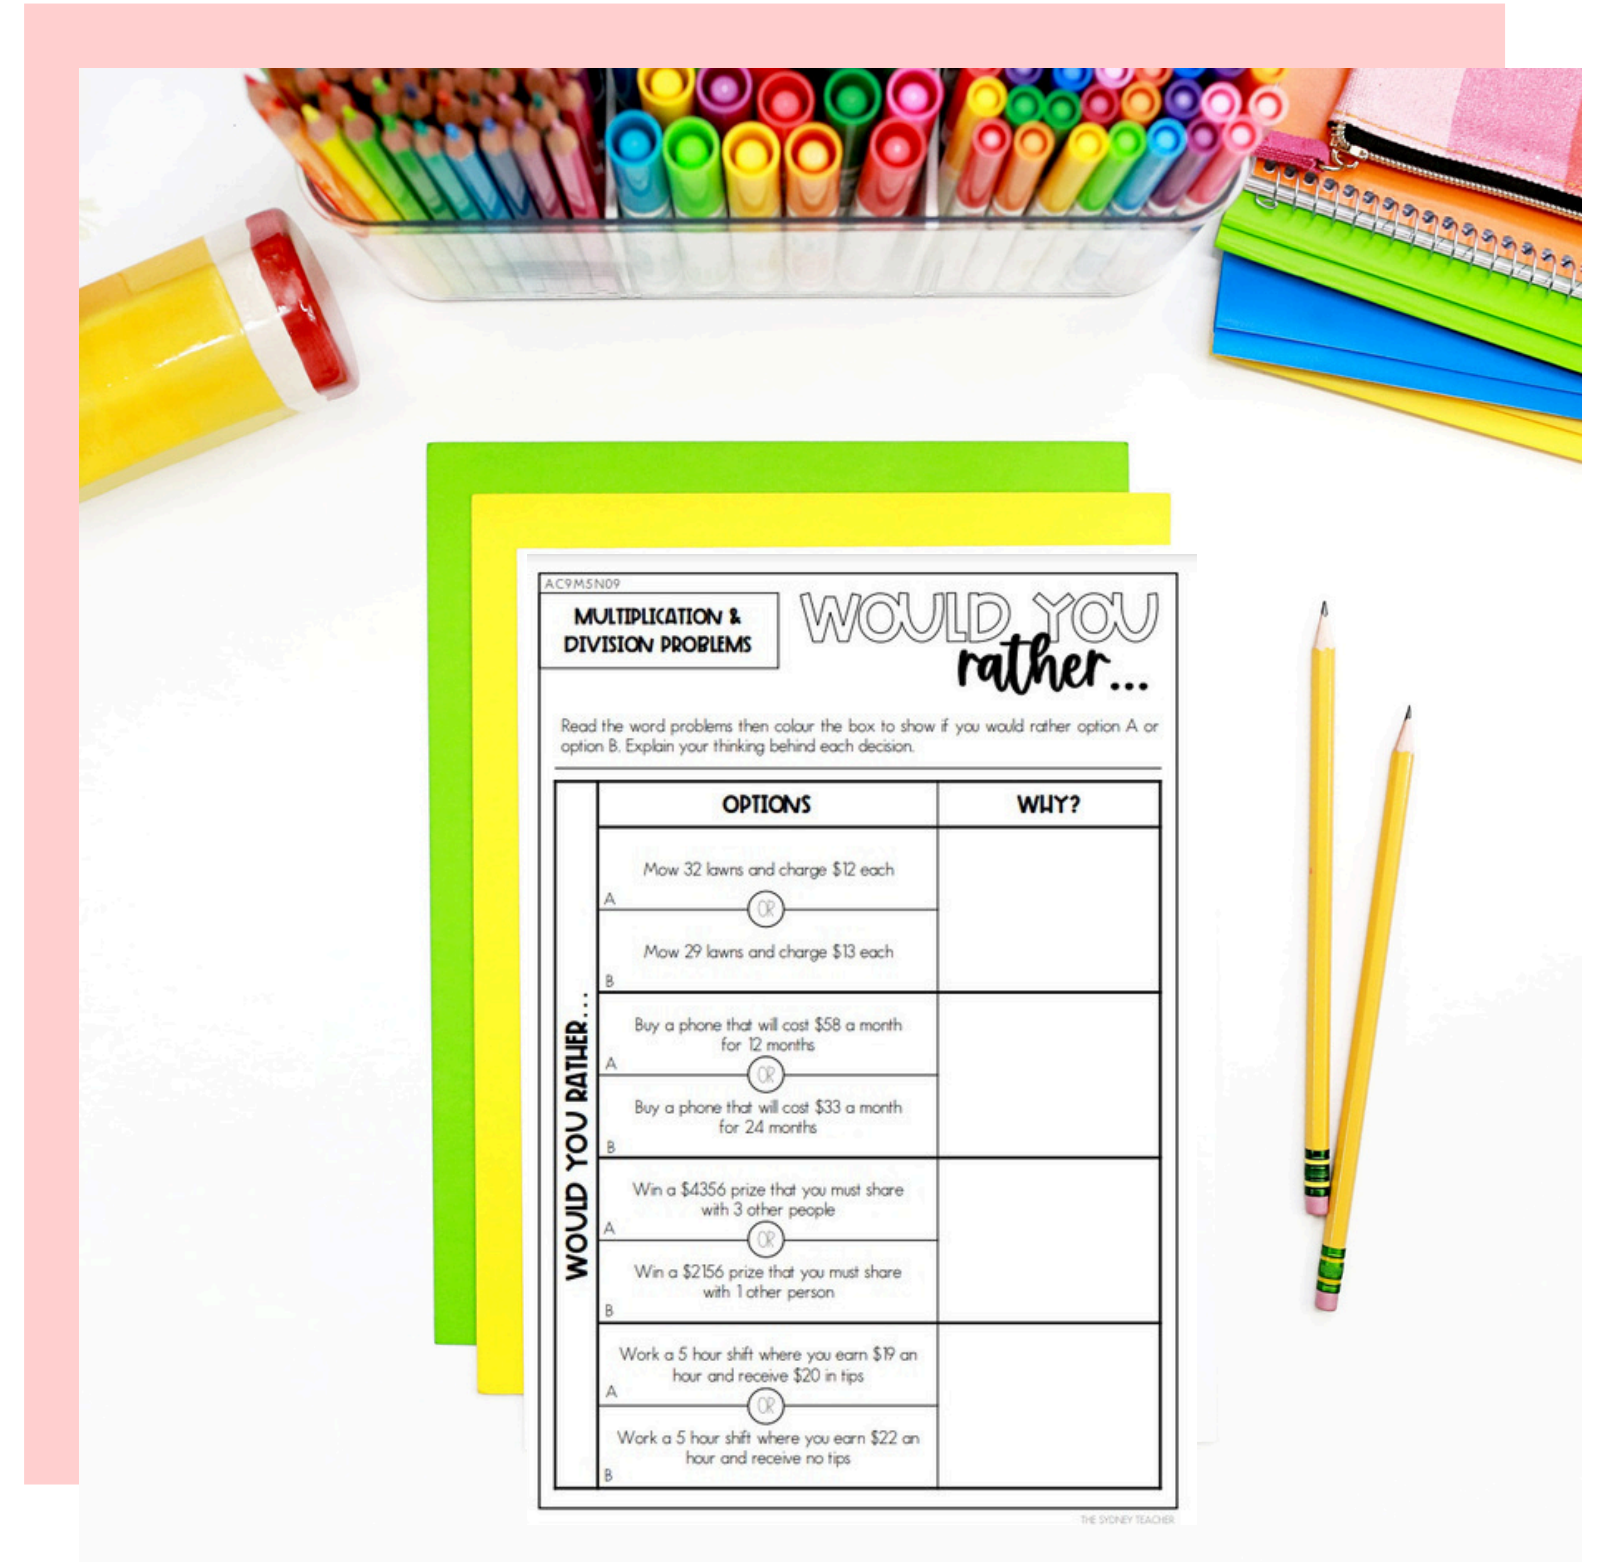 AC9M5N09
MULTIPLICATION &
DIVISION PROBLEMS
WOULD YOU
rather...
Read the word problems then colour the box to show if you would rather option A or
option B. Explain your thinking behind each decision.
WOULD YOU RATHER...
OPTIONS
WHY?
Mow 32 lawns and charge $12 each
A
OR
Mow 29 lawns and charge $13 each
B
Buy a phone that will cost $58 a month
for 12 months
A
OR
Buy a phone that will cost $33 a month
for 24 months
B
Win a $4356 prize that you must share
with 3 other people
A
OR
Win a $2156 prize that you must share
with 1 other person
B
Work a 5 hour shift where you earn $19 an
hour and receive $20 in tips
A
OR
Work a 5 hour shift where you earn $22 an
hour and receive no tips
B
THE SYDNEY TEACHER